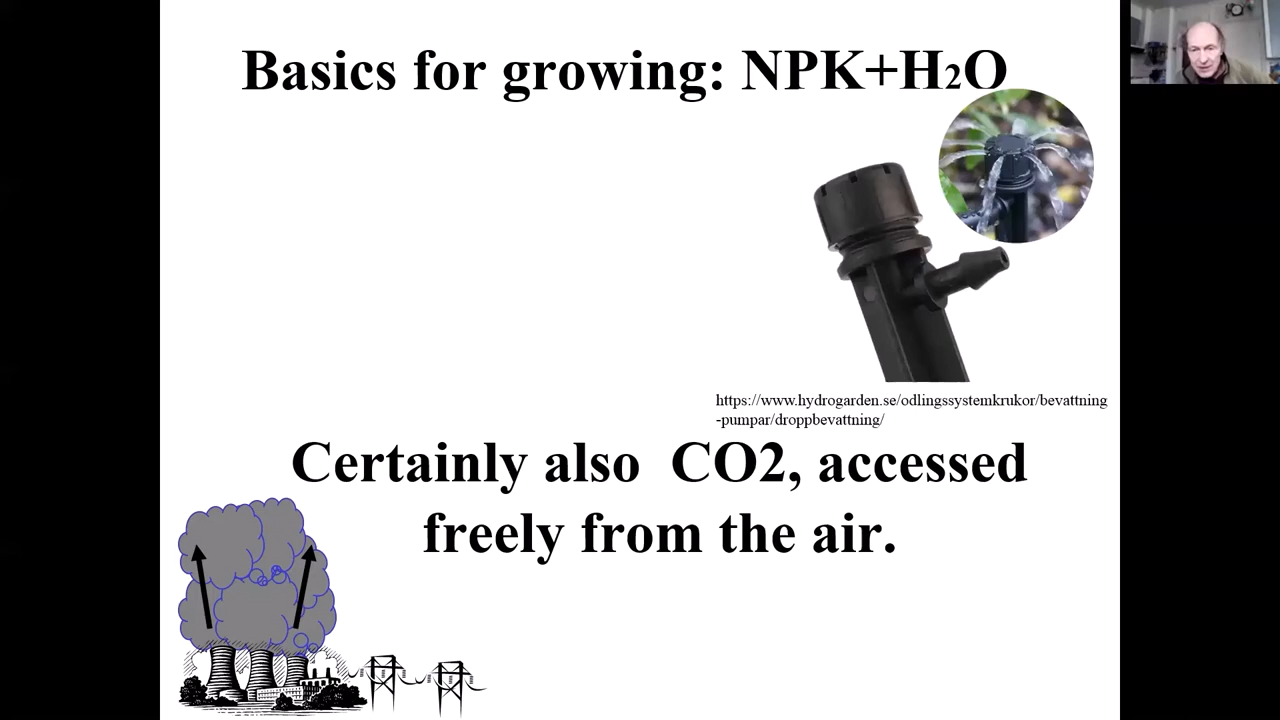 Basics for growing: NPK+H₂O
https://www.hydrogarden.se/odlingssystemkrukor/bevattning
-pumpar/droppbevattning/
Certainly also  CO2, accessed
freely from the air.